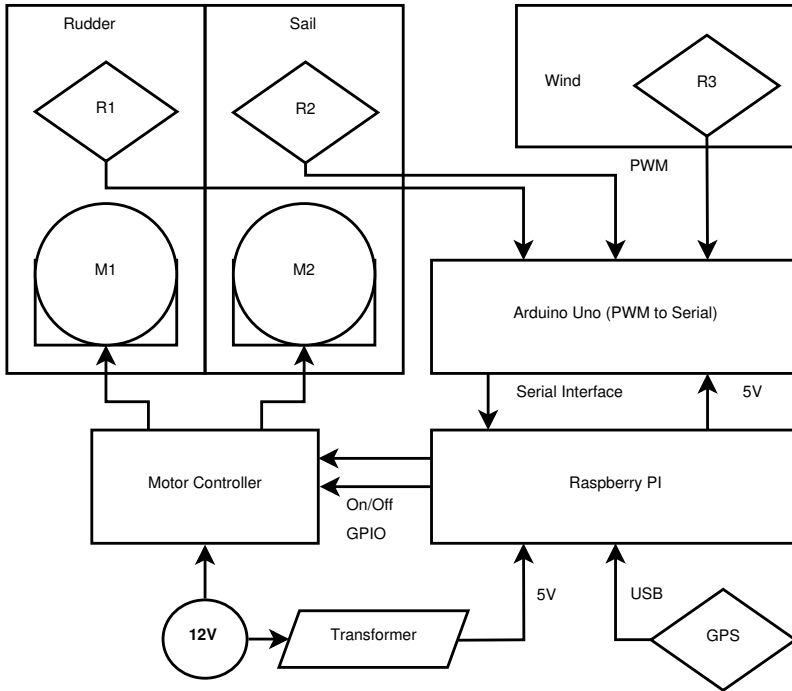 Rudder
Sail
Wind
R1
R2
R3
PWM
M1
M2
Arduino Uno (PWM to Serial)
Serial Interface
5V
Motor Controller
Raspberry PI
On/Off
GPIO
12V
Transformer
5V
USB
GPS